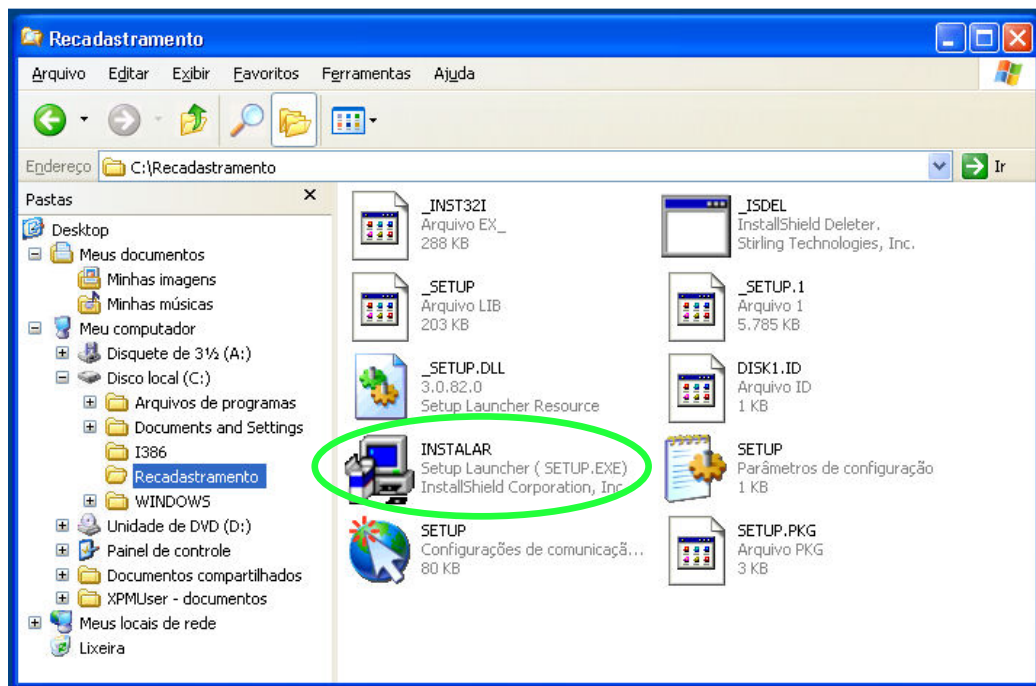 Recadastramento
Arquivo Editar Exibir Favoritos Ferramentas Ajuda
Endereço C:\Recadastramento Ir
Pastas
Desktop
Meus documentos
Minhas imagens
Minhas músicas
Meu computador
Disquete de 3½ (A:)
Disco local (C:)
Arquivos de programas
Documents and Settings
I386
Recadastramento
WINDOWS
Unidade de DVD (D:)
Painel de controle
Documentos compartilhados
XPMUser - documentos
Meus locais de rede
Lixeira
_INST32I
Arquivo EX_
288 KB
_ISDEL
InstallShield Deleter.
Stirling Technologies, Inc.
_SETUP
Arquivo LIB
203 KB
_SETUP.1
Arquivo 1
5.785 KB
_SETUP.DLL
3.0.82.0
Setup Launcher Resource
DISK1.ID
Arquivo ID
1 KB
INSTALAR
Setup Launcher ( SETUP.EXE)
InstallShield Corporation, Inc
SETUP
Parâmetros de configuração
1 KB
SETUP
Configurações de comunicaçã...
80 KB
SETUP.PKG
Arquivo PKG
3 KB